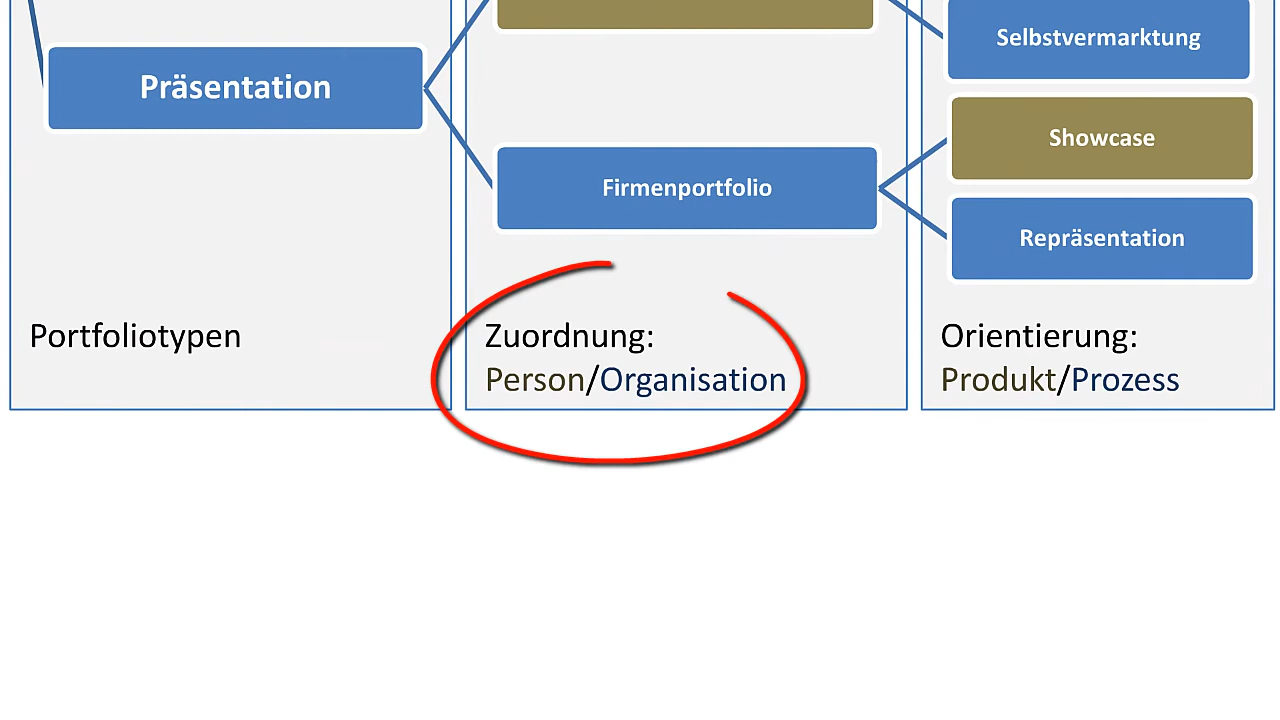 Selbstvermarktung
Präsentation
Showcase
Firmenportfolio
Repräsentation
Portfoliotypen
Zuordnung:
Person/Organisation
Orientierung:
Produkt/Prozess